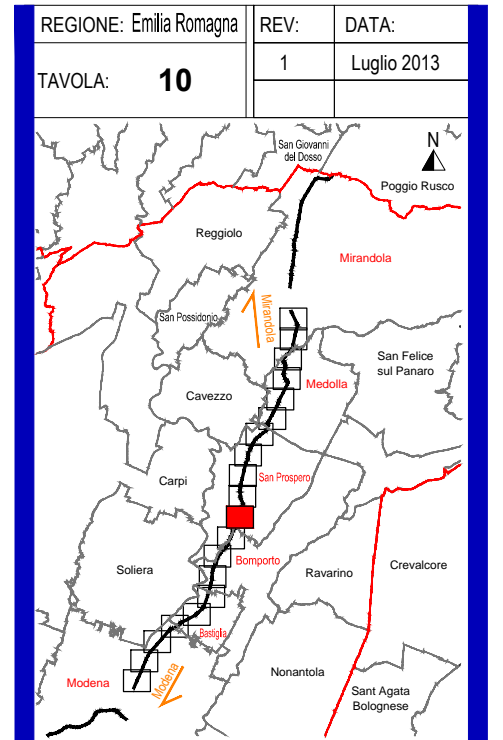 REGIONE: Emilia Romagna
REV:
DATA:
TAVOLA: 10
1
Luglio 2013
San Giovanni
del Dosso
N
Poggio Rusco
Reggiolo
Mirandola
Mirandola
San Possidonio
San Felice
sul Panaro
Medolla
Cavezzo
Carpi
San Prospero
Bomporto
Soliera
Ravarino
Crevalcore
Bastiglia
Modena
Modena
Nonantola
Sant Agata
Bolognese